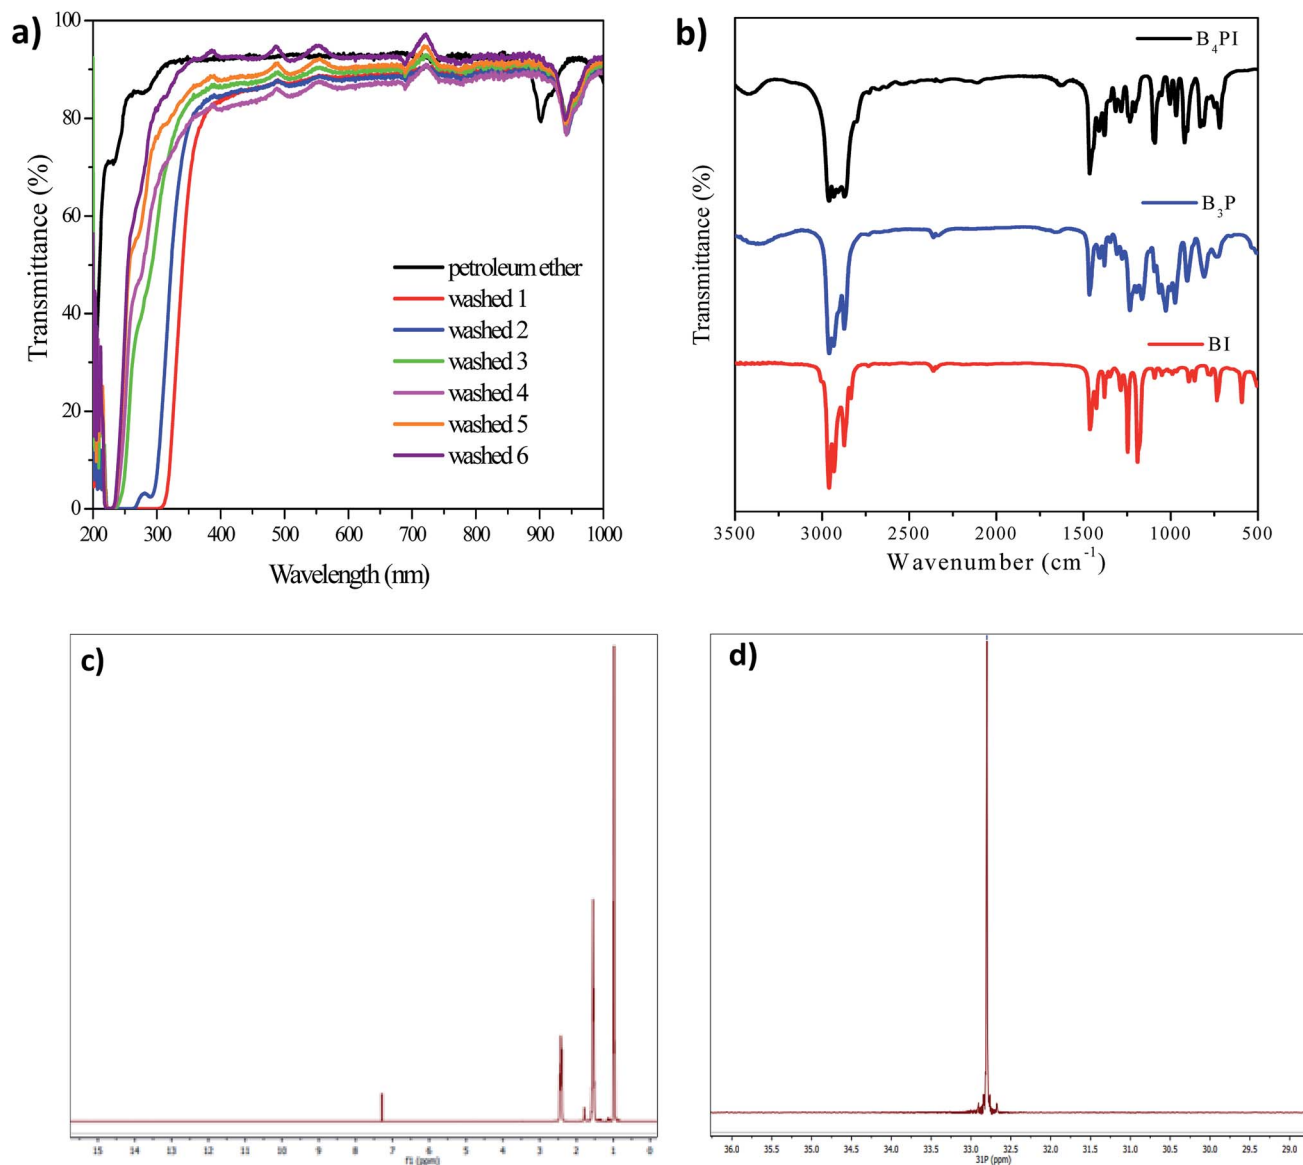 a)
100
80
60
40
20
0
Transmittance (%)
petroleum ether
washed 1
washed 2
washed 3
washed 4
washed 5
washed 6
200 300 400 500 600 700 800 900 1000
Wavelength (nm)
b)
B₄PI
B₃P
BI
Transmittance (%)
3500 3000 2500 2000 1500 1000 500
Wavenumber (cm⁻¹)
c)
15 14 13 12 11 10 9 8 7 6 5 4 3 2 1 0
f1 (ppm)
d)
36.0 35.5 35.0 34.5 34.0 33.5 33.0 32.5 32.0 31.5 31.0 30.5 30.0 29.5 29.0
31P (ppm)